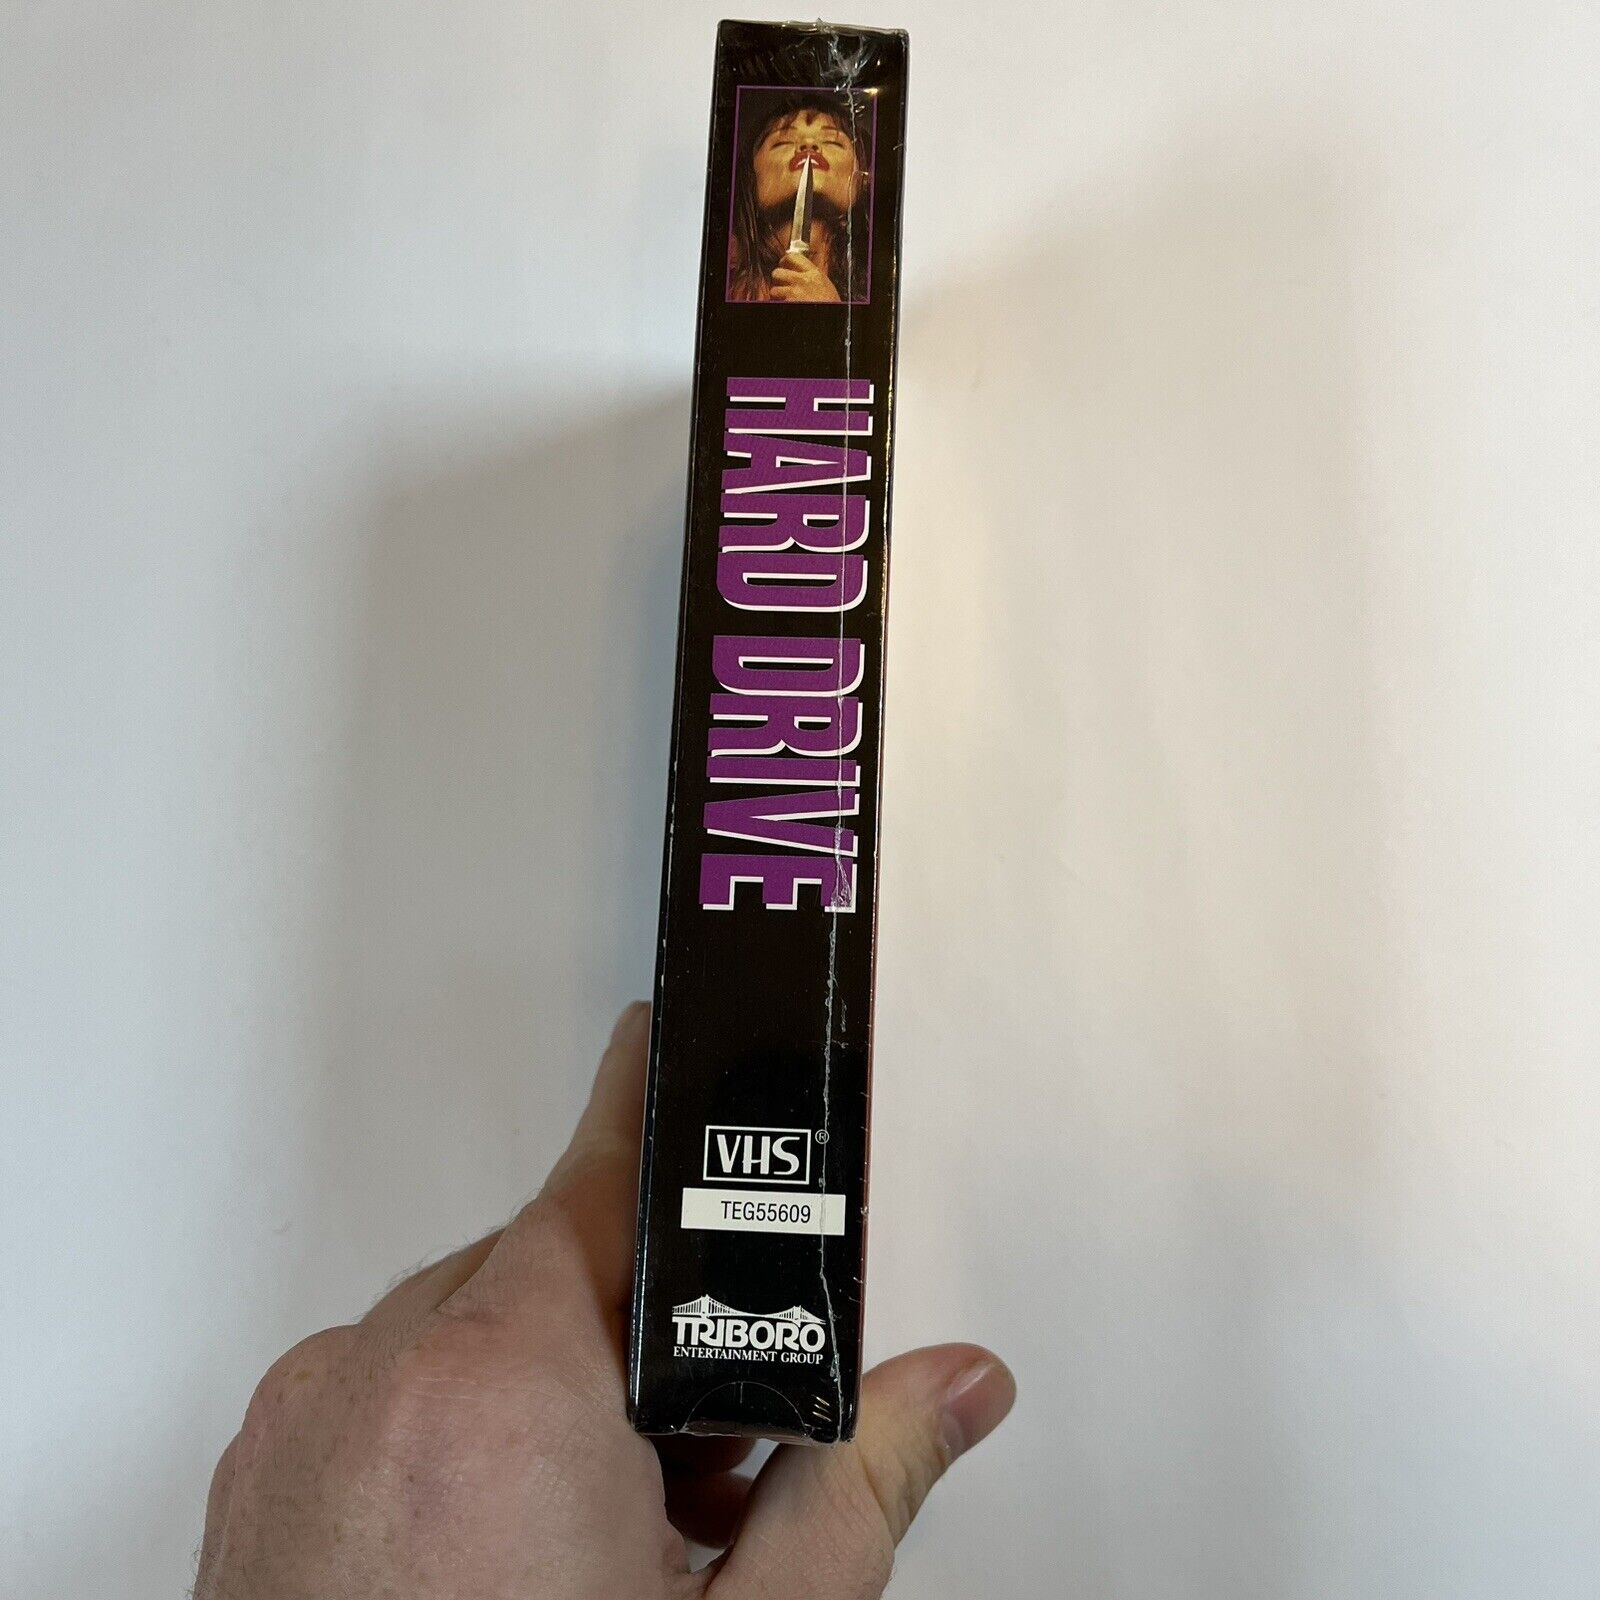 HARD DRIVE
VHS®
TEG55609
TRIBORO
ENTERTAINMENT GROUP